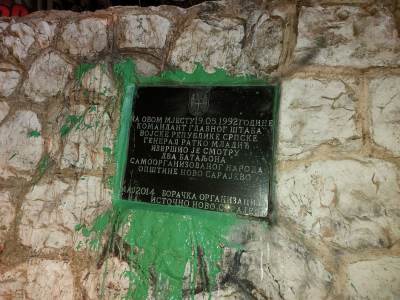 НА ОВОМ МЈЕСТУ 19.05.1992 ГОДИНЕ
КОМАНДАНТ ГЛАВНОГ ШТАБА
ВОЈСКЕ РЕПУБЛИКЕ СРПСКЕ
ГЕНЕРАЛ РАТКО МЛАДИЋ
ИЗВРШИО ЈЕ СМОТРУ
ДВА БАТАЉОНА
САМООРГАНИЗОВАНОГ НАРОДА
ОПШТИНЕ НОВО САРАЈЕВО
2014 БОРАЧКА ОРГАНИЗАЦИЈА
ИСТОЧНО НОВО САРАЈЕВО